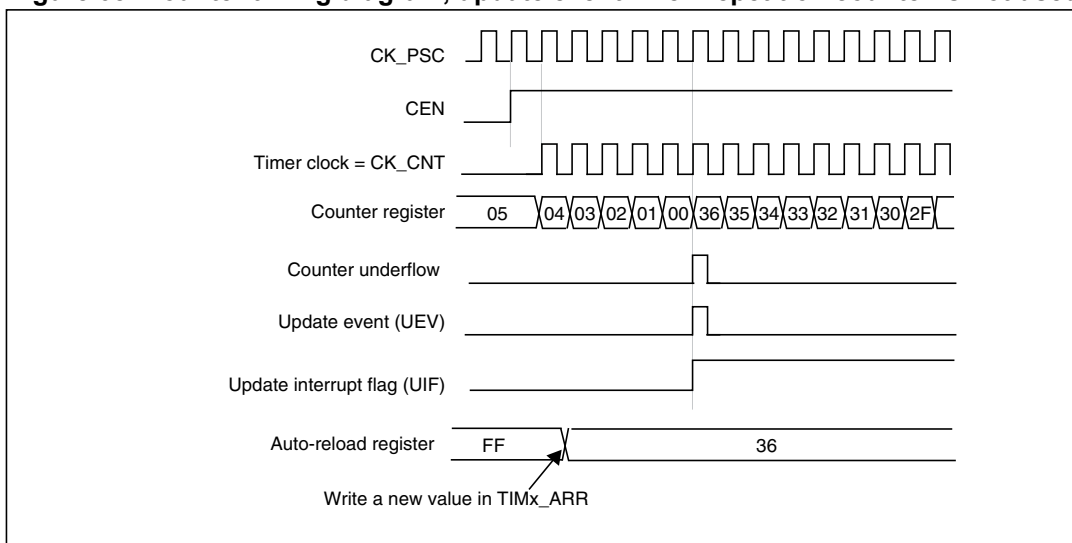 CK_PSC
CEN
Timer clock = CK_CNT
Counter register 05 04 03 02 01 00 36 35 34 33 32 31 30 2F
Counter underflow
Update event (UEV)
Update interrupt flag (UIF)
Auto-reload register FF 36
Write a new value in TIMx_ARR